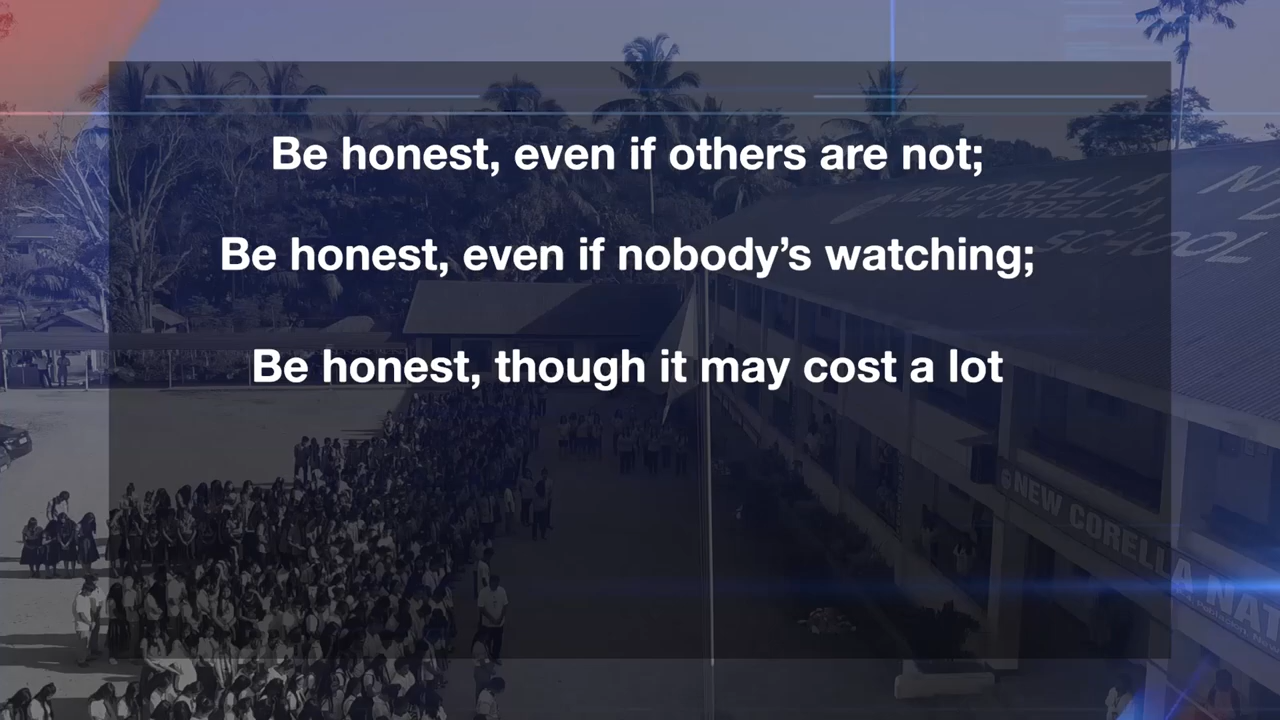 Be honest, even if others are not;
Be honest, even if nobody’s watching;
Be honest, though it may cost a lot
NEW CORELLA
NEW CORELLA,
SCHOOL
NEW CORELLA NAT